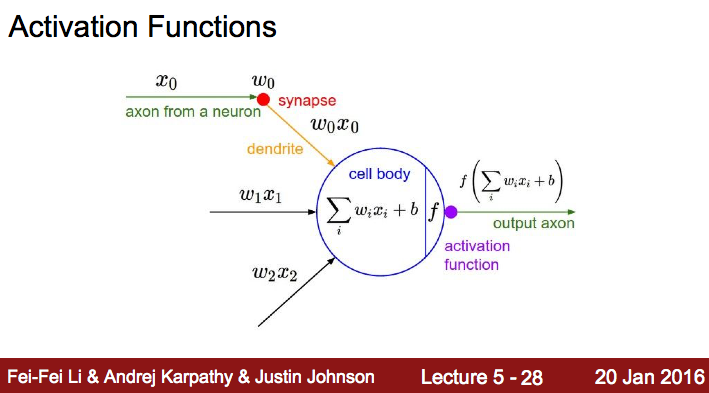 Activation Functions
x₀
w₀
synapse
axon from a neuron
w₀x₀
dendrite
cell body
f(∑ᵢ wᵢxᵢ + b)
w₁x₁
∑ᵢ wᵢxᵢ + b
f
output axon
activation
function
w₂x₂
Fei-Fei Li & Andrej Karpathy & Justin Johnson
Lecture 5 - 28
20 Jan 2016